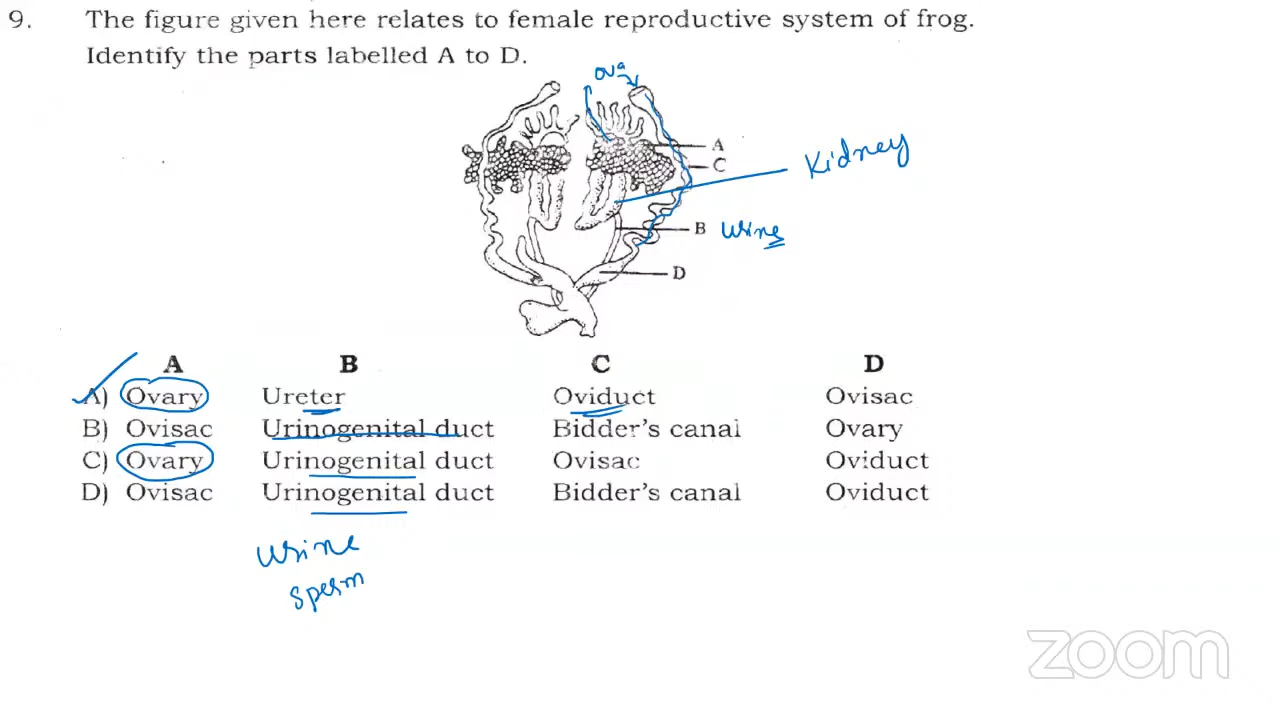 9. The figure given here relates to female reproductive system of frog.
Identify the parts labelled A to D.
ova
A
C
Kidney
B urine
D
A B C D
A) Ovary Ureter Oviduct Ovisac
B) Ovisac Urinogenital duct Bidder's canal Ovary
C) Ovary Urinogenital duct Ovisac Oviduct
D) Ovisac Urinogenital duct Bidder's canal Oviduct
urine
sperm
zoom